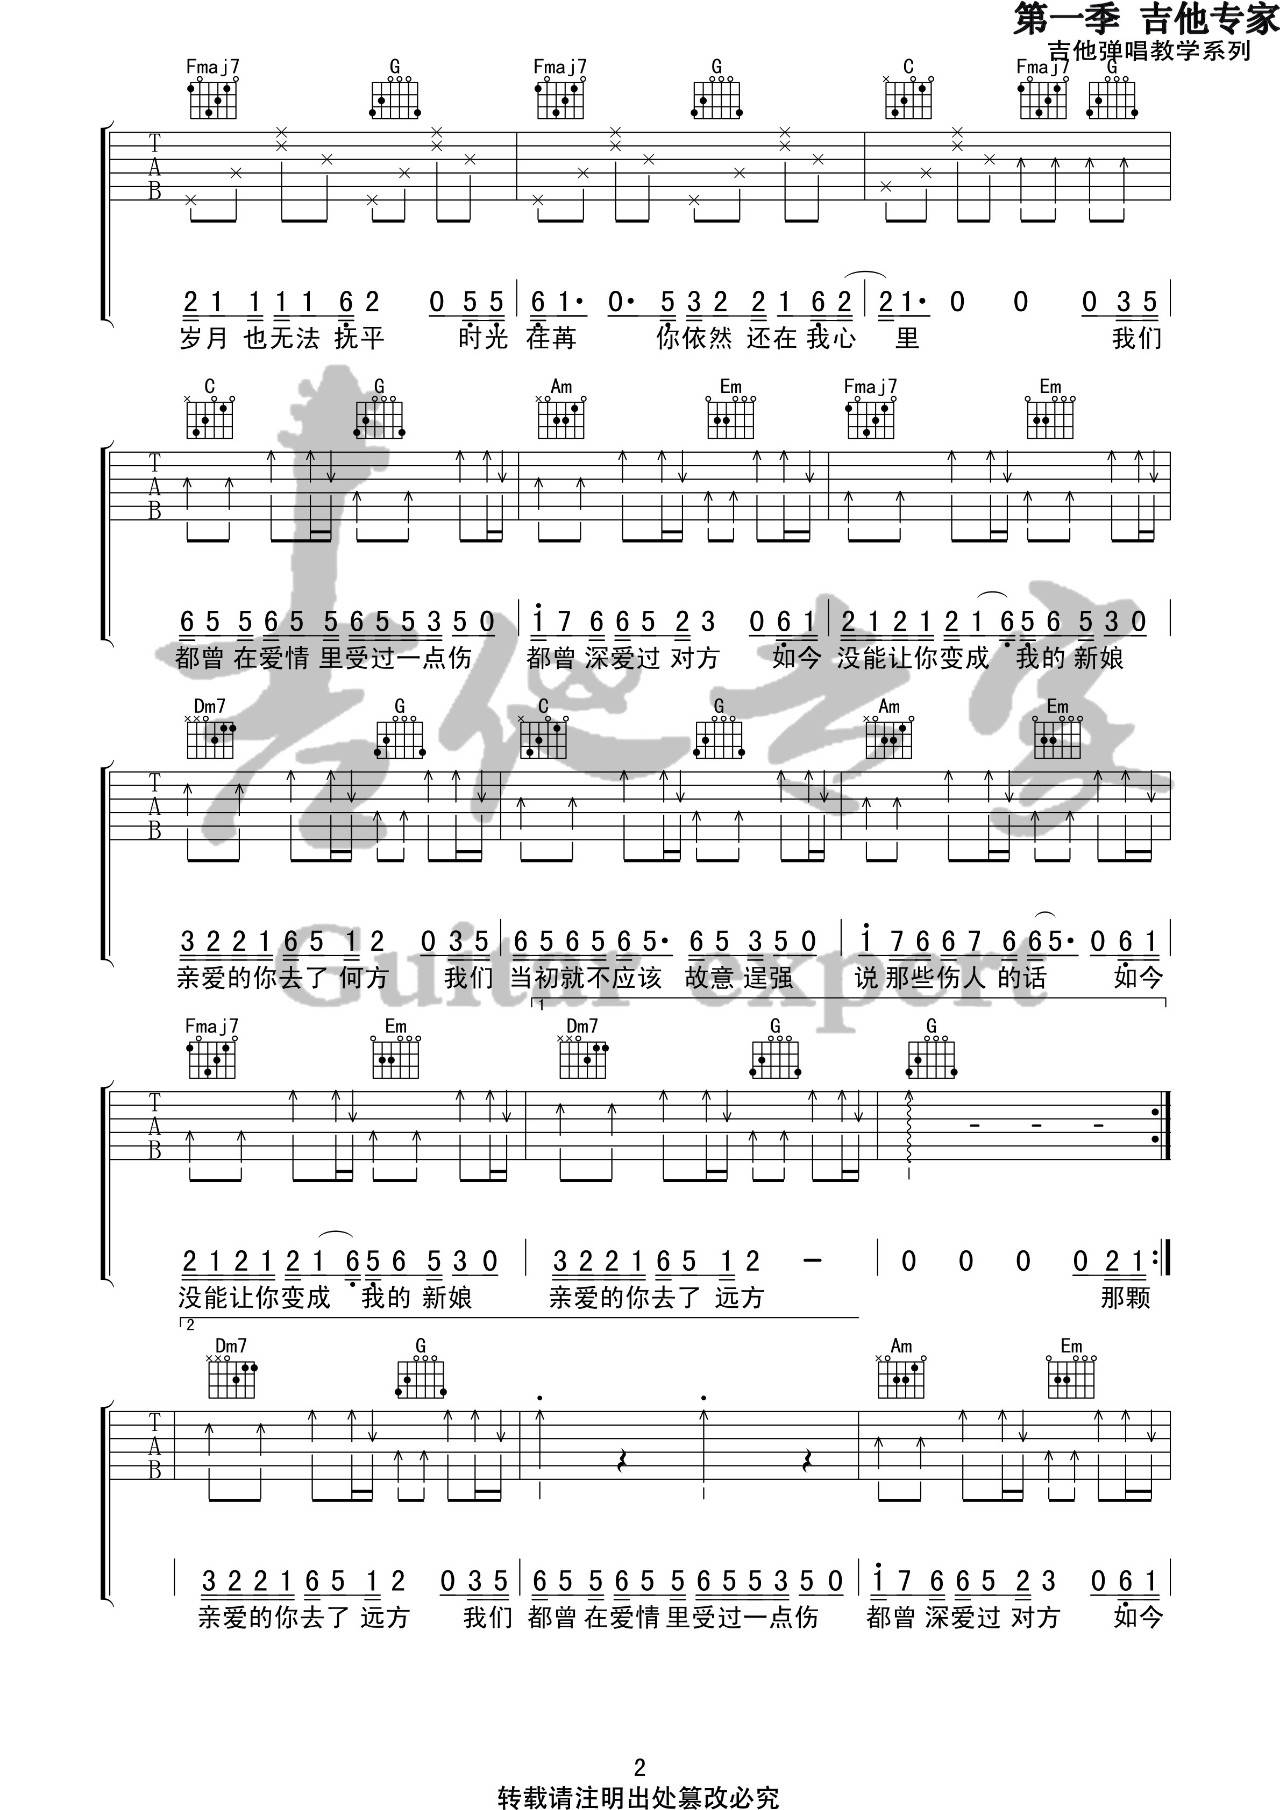 第一季 吉他专家
吉他弹唱教学系列
Fmaj7 G Fmaj7 G C Fmaj7 G
T
A
B
2 1 1 1 1 6 2 0 5 5 6 1· 0· 5 3 2 2 1 6 2 2 1· 0 0 0 3 5
岁月 也无法 抚平 时光 荏苒 你依然 还在 我心 里 我们
C G Am Em Fmaj7 Em
T
A
B
6 5 5 6 5 5 6 5 5 3 5 0 1 7 6 6 5 2 3 0 6 1 2 1 2 1 2 1 6 5 6 5 3 0
都曾 在爱情 里受过一点伤 都曾 深爱过 对方 如今 没能让你变成 我的 新娘
Dm7 G C G Am Em
T
A
B
3 2 2 1 6 5 1 2 0 3 5 6 5 6 5 6 5· 6 5 3 5 0 1 7 6 6 7 6 6 5· 0 6 1
亲爱的你去了 何方 我们 当初就不应该 故意 逞强 说 那些伤人 的话 如今
Guitar expert
1
Fmaj7 Em Dm7 G G
T
A
B
2 1 2 1 2 1 6 5 6 5 3 0 3 2 2 1 6 5 1 2 − 0 0 0 0 2 1
没能让你变成 我的 新娘 亲爱的你去了 远方 那颗
2
Dm7 G Am Em
T
A
B
3 2 2 1 6 5 1 2 0 3 5 6 5 5 6 5 5 6 5 5 3 5 0 1 7 6 6 5 2 3 0 6 1
亲爱的你去了 远方 我们 都曾 在爱情 里受过一点伤 都曾 深爱过 对方 如今
2
转载请注明出处篡改必究
吉他专家